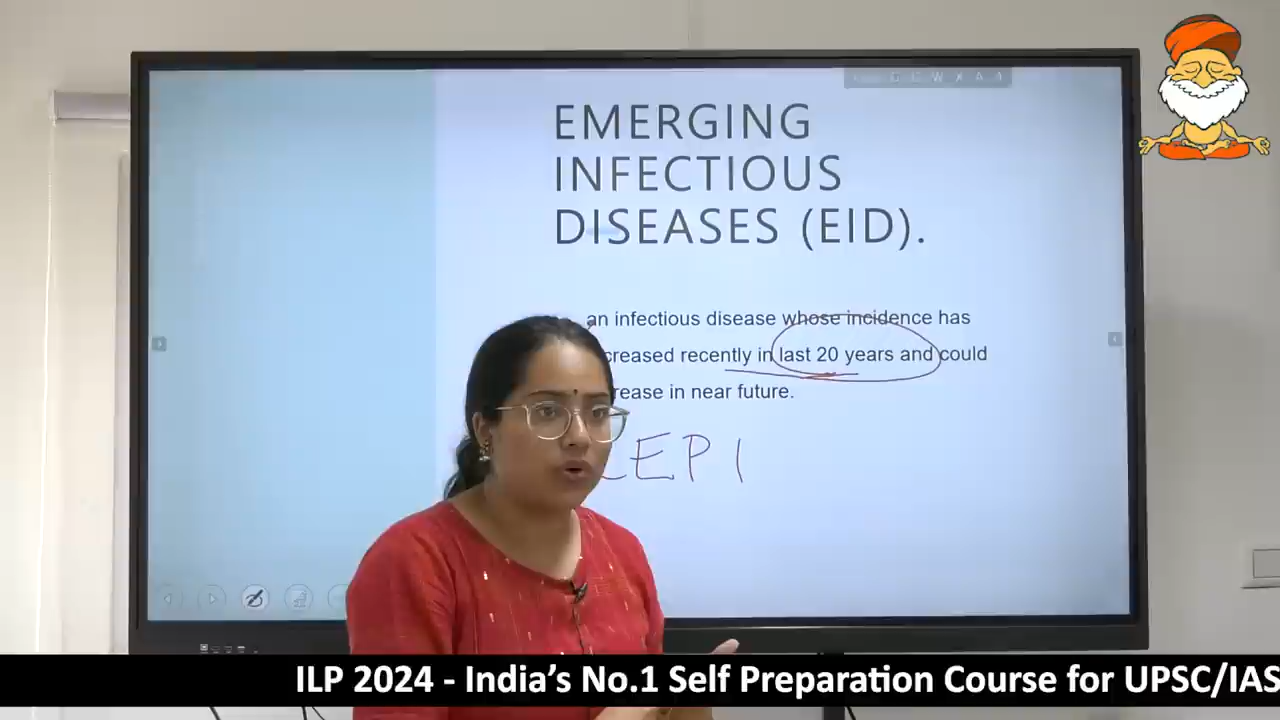 EMERGING
INFECTIOUS
DISEASES (EID).
an infectious disease whose incidence has
creased recently in last 20 years and could
rease in near future.
EPI
ILP 2024 - India’s No.1 Self Preparation Course for UPSC/IAS